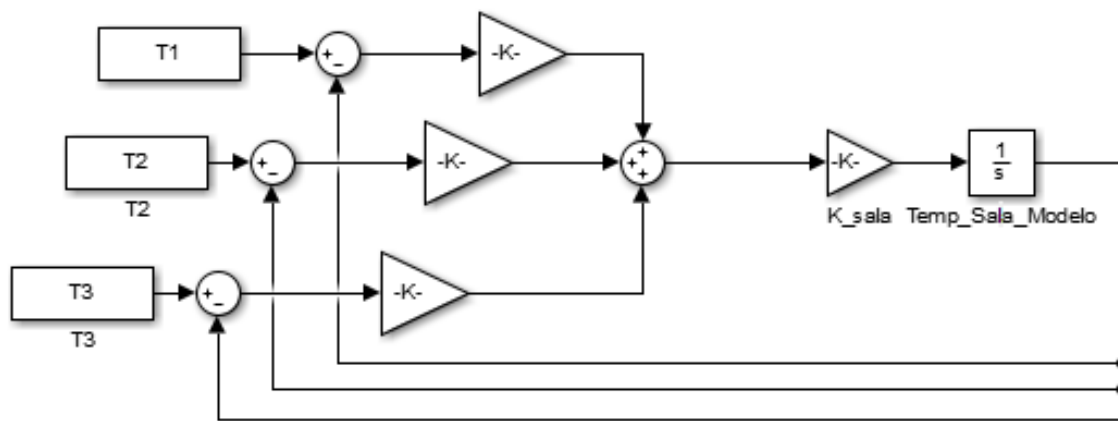 T1
+
-
-K-
T2
+
-
-K-
+
+
+
-K-
1
s
T2
K_sala
Temp_Sala_Modelo
T3
+
-
-K-
T3